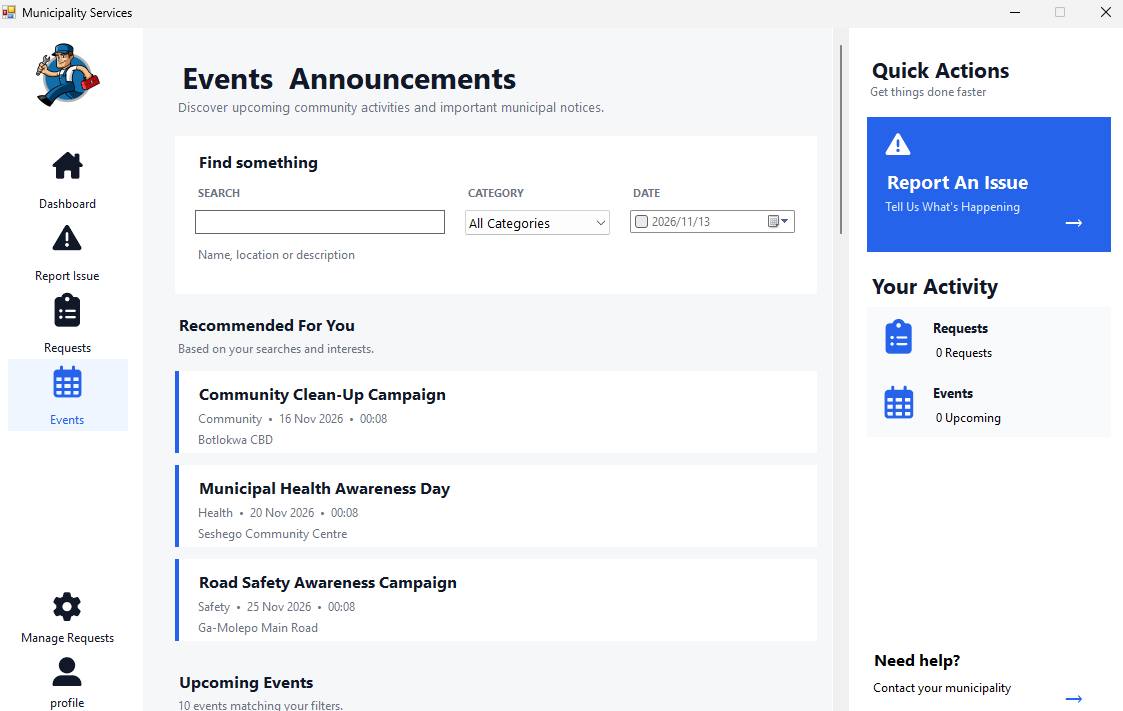 Municipality Services
Dashboard
Report Issue
Requests
Events
Manage Requests
profile
Events Announcements
Discover upcoming community activities and important municipal notices.
Find something
SEARCH
CATEGORY
DATE
All Categories
2026/11/13
Name, location or description
Recommended For You
Based on your searches and interests.
Community Clean-Up Campaign
Community • 16 Nov 2026 • 00:08
Botlokwa CBD
Municipal Health Awareness Day
Health • 20 Nov 2026 • 00:08
Seshego Community Centre
Road Safety Awareness Campaign
Safety • 25 Nov 2026 • 00:08
Ga-Molepo Main Road
Upcoming Events
10 events matching your filters.
Quick Actions
Get things done faster
Report An Issue
Tell Us What's Happening
→
Your Activity
Requests
0 Requests
Events
0 Upcoming
Need help?
Contact your municipality
→